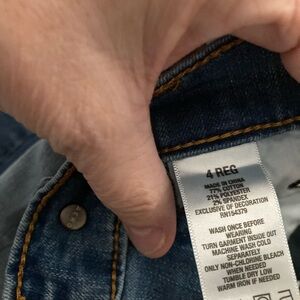 4 REG
MADE IN CHINA
77% COTTON
21% POLYESTER
2% SPANDEX
EXCLUSIVE OF DECORATION
RN154379
WASH ONCE BEFORE
WEARING
TURN GARMENT INSIDE OUT
MACHINE WASH COLD
SEPARATELY
ONLY NON-CHLORINE BLEACH
WHEN NEEDED
TUMBLE DRY LOW
WARM IRON IF NEEDED